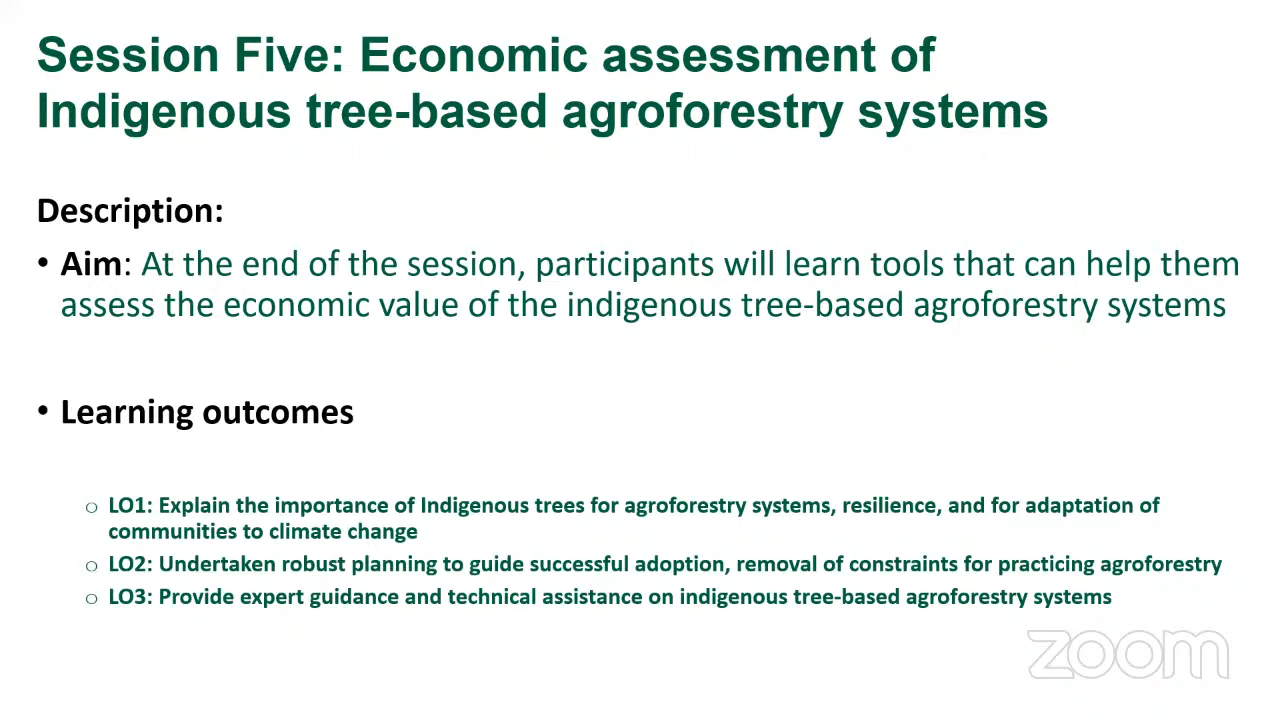 Session Five: Economic assessment of
Indigenous tree-based agroforestry systems
Description:
• Aim: At the end of the session, participants will learn tools that can help them
assess the economic value of the indigenous tree-based agroforestry systems
• Learning outcomes
o LO1: Explain the importance of Indigenous trees for agroforestry systems, resilience, and for adaptation of
communities to climate change
o LO2: Undertaken robust planning to guide successful adoption, removal of constraints for practicing agroforestry
o LO3: Provide expert guidance and technical assistance on indigenous tree-based agroforestry systems
zoom